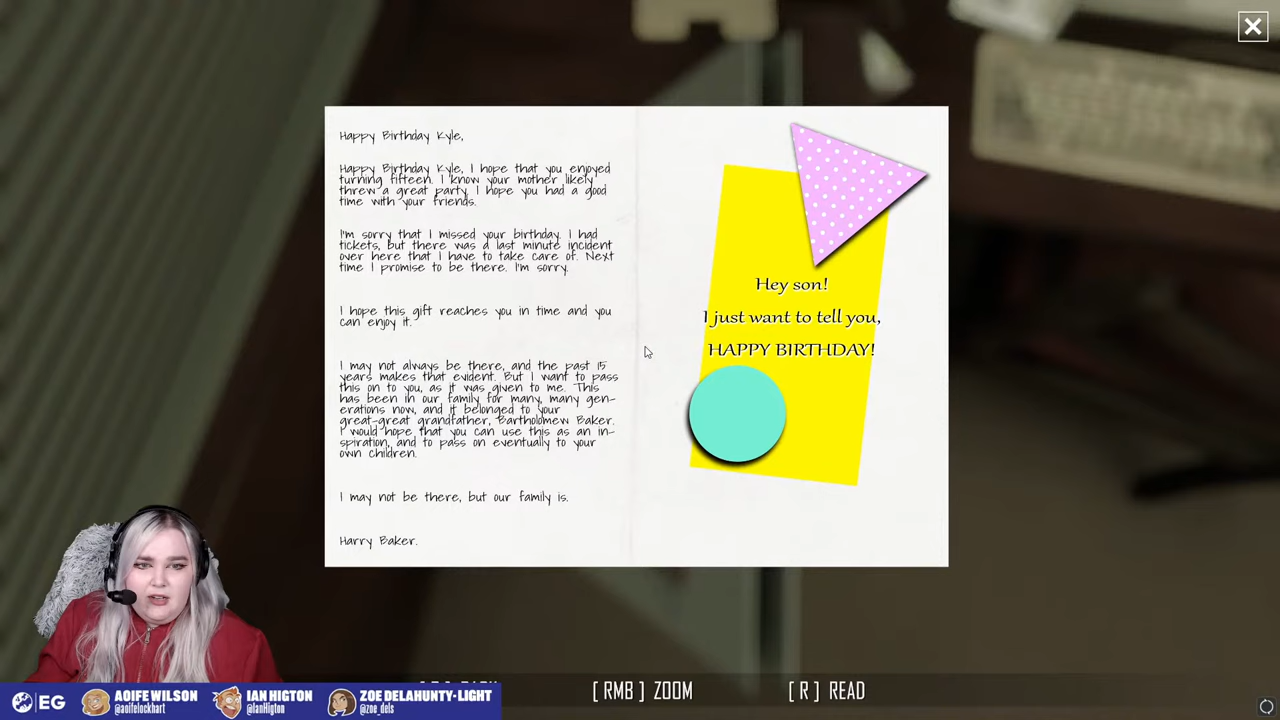 Happy Birthday Kyle,
Happy Birthday Kyle, I hope that you enjoyed
turning fifteen. I know your mother likely
threw a great party. I hope you had a good
time with your friends.
I'm sorry that I missed your birthday. I had
tickets, but there was a last minute incident
over here that I have to take care of. Next
time I promise to be there. I'm sorry.
I hope this gift reaches you in time and you
can enjoy it.
I may not always be there, and the past 15
years makes that evident. But I want to pass
this on to you, as it was given to me. This
has been in our family for many, many gen-
erations now, and it belonged to your
great-great grandfather, Bartholomew Baker.
I would hope that you can use this as an in-
spiration, and to pass on eventually to your
own children.
I may not be there, but our family is.
Harry Baker.
Hey son!
I just want to tell you,
HAPPY BIRTHDAY!
[ RMB ] ZOOM
[ R ] READ
EG
AOIFE WILSON
@aoifelockhart
IAN HIGTON
@IanHigton
ZOE DELAHUNTY-LIGHT
@zoe_dels